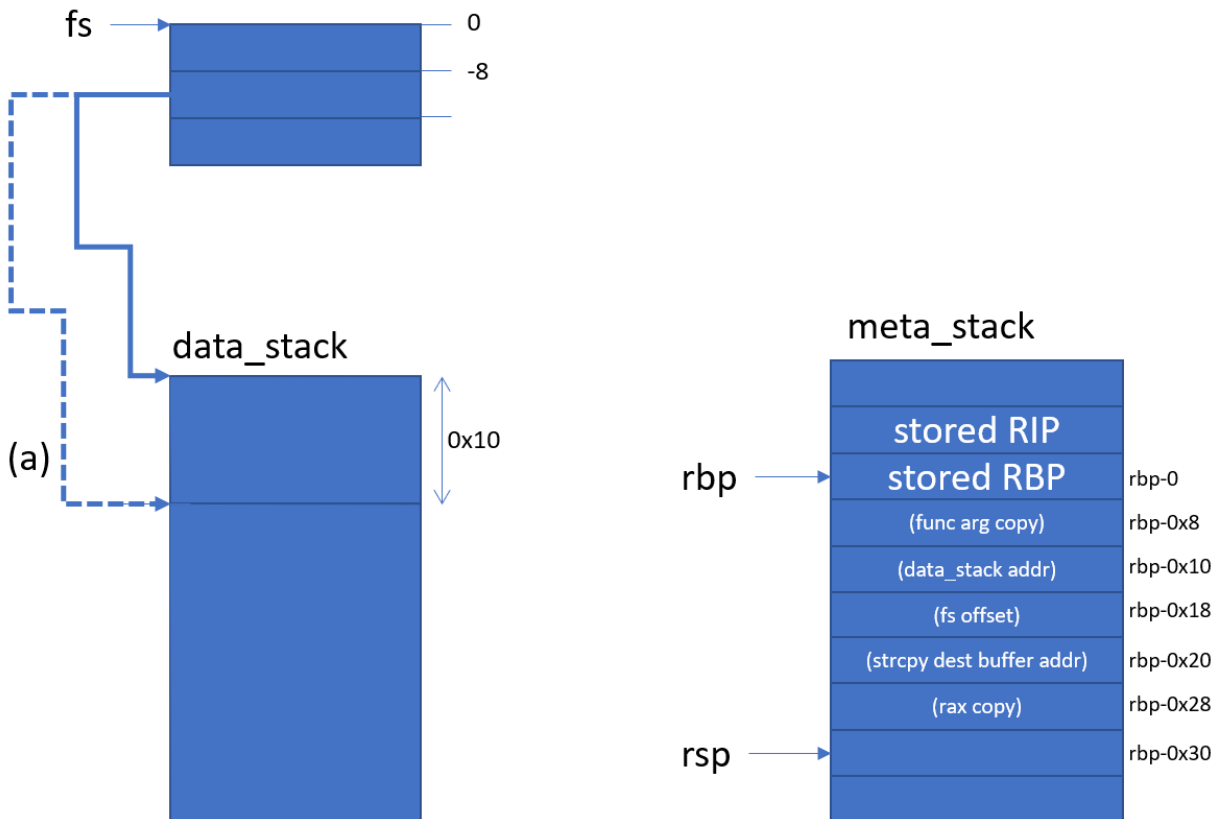 fs
0
-8
data_stack
0x10
(a)
meta_stack
stored RIP
rbp
stored RBP
rbp-0
(func arg copy)
rbp-0x8
(data_stack addr)
rbp-0x10
(fs offset)
rbp-0x18
(strcpy dest buffer addr)
rbp-0x20
(rax copy)
rbp-0x28
rsp
rbp-0x30